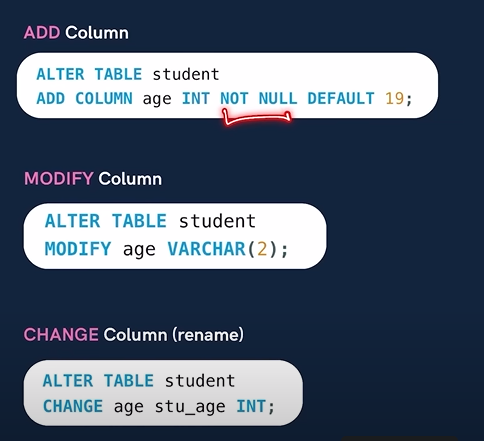 ADD Column
ALTER TABLE student
ADD COLUMN age INT NOT NULL DEFAULT 19;
MODIFY Column
ALTER TABLE student
MODIFY age VARCHAR(2);
CHANGE Column (rename)
ALTER TABLE student
CHANGE age stu_age INT;